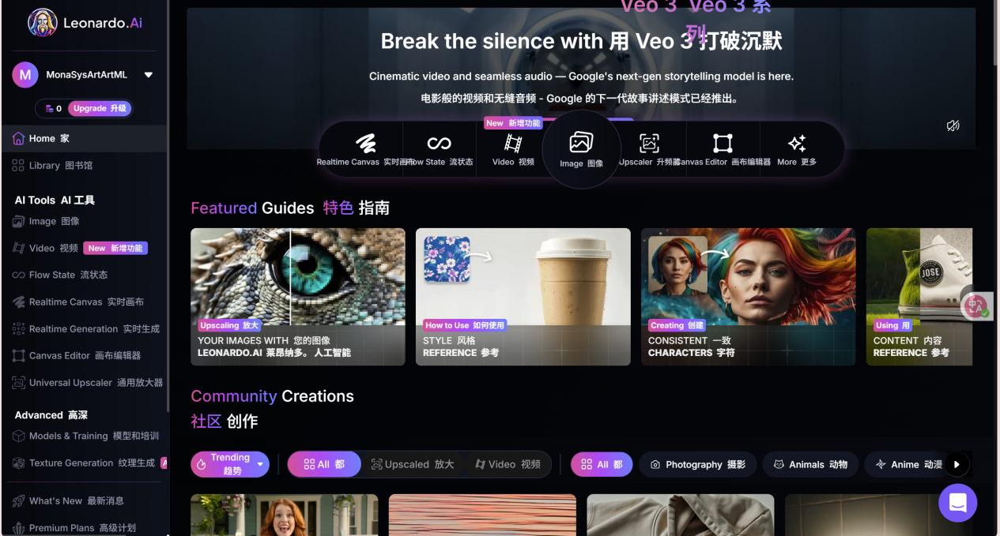 Leonardo.Ai
M
MonaSysArtArtML
0
Upgrade 升级
Home 家
Library 图书馆
AI Tools AI 工具
Image 图像
Video 视频 New 新增功能
Flow State 流状态
Realtime Canvas 实时画布
Realtime Generation 实时生成
Canvas Editor 画布编辑器
Universal Upscaler 通用放大器
Advanced 高深
Models & Training 模型和培训
Texture Generation 纹理生成 A
What's New 最新消息
Premium Plans 高级计划
Veo 3 Veo 3 系
列
Break the silence with 用 Veo 3 打破沉默
Cinematic video and seamless audio — Google's next-gen storytelling model is here.
电影般的视频和无缝音频 - Google 的下一代故事讲述模式已经推出。
New 新增功能
Realtime Canvas 实时画布
Flow State 流状态
Video 视频
Image 图像
Upscaler 升频器
Canvas Editor 画布编辑器
More 更多
Featured Guides 特色 指南
Upscaling 放大
YOUR IMAGES WITH 您的图像
LEONARDO.AI 莱昂纳多。人工智能
How to Use 如何使用
STYLE 风格
REFERENCE 参考
Creating 创建
CONSISTENT 一致
CHARACTERS 字符
JOSE
Using 用
CONTENT 内容
REFERENCE 参考
Community Creations
社区 创作
Trending
趋势
All 都
Upscaled 放大
Video 视频
All 都
Photography 摄影
Animals 动物
Anime 动漫